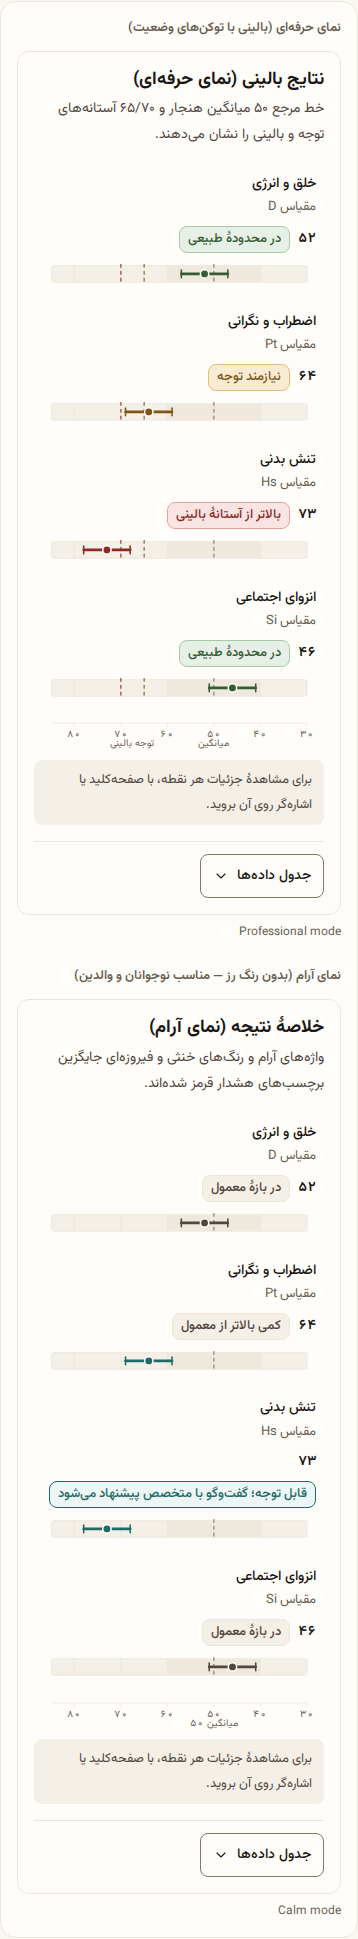 نمای حرفه‌ای (بالینی با توکن‌های وضعیت)
نتایج بالینی (نمای حرفه‌ای)
خط مرجع ۵۰ میانگین هنجار و ۶۵/۷۰ آستانه‌های
توجه و بالینی را نشان می‌دهند.
خلق و انرژی
مقیاس D
۵۲ در محدودهٔ طبیعی
اضطراب و نگرانی
مقیاس Pt
۶۴ نیازمند توجه
تنش بدنی
مقیاس Hs
۷۳ بالاتر از آستانهٔ بالینی
انزوای اجتماعی
مقیاس Si
۴۶ در محدودهٔ طبیعی
۳۰ ۴۰ ۵۰ ۶۰ ۷۰ ۸۰
میانگین توجه بالینی
برای مشاهدهٔ جزئیات هر نقطه، با صفحه‌کلید یا
اشاره‌گر روی آن بروید.
جدول داده‌ها
Professional mode
نمای آرام (بدون رنگ رز — مناسب نوجوانان و والدین)
خلاصهٔ نتیجه (نمای آرام)
واژه‌های آرام و رنگ‌های خنثی و فیروزه‌ای جایگزین
برچسب‌های هشدار قرمز شده‌اند.
خلق و انرژی
مقیاس D
۵۲ در بازهٔ معمول
اضطراب و نگرانی
مقیاس Pt
۶۴ کمی بالاتر از معمول
تنش بدنی
مقیاس Hs
۷۳
قابل توجه؛ گفت‌وگو با متخصص پیشنهاد می‌شود
انزوای اجتماعی
مقیاس Si
۴۶ در بازهٔ معمول
۳۰ ۴۰ ۵۰ ۶۰ ۷۰ ۸۰
میانگین ۵۰
برای مشاهدهٔ جزئیات هر نقطه، با صفحه‌کلید یا
اشاره‌گر روی آن بروید.
جدول داده‌ها
Calm mode